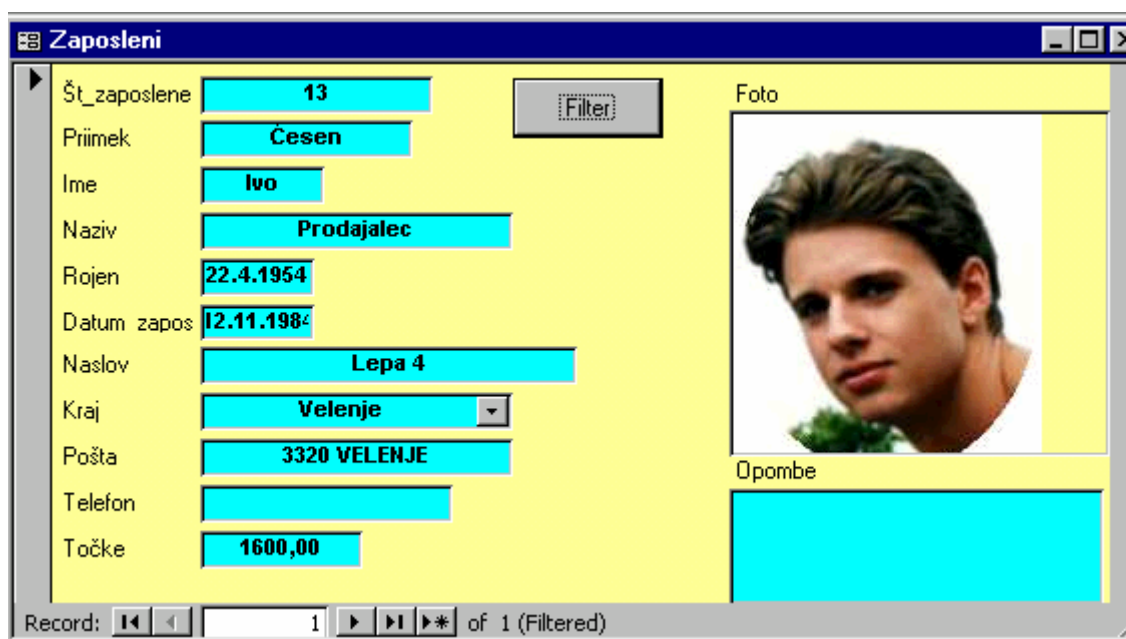 Zaposleni
Št_zaposlene 13
Priimek Česen
Ime Ivo
Naziv Prodajalec
Rojen 22.4.1954
Datum zapos 12.11.1984
Naslov Lepa 4
Kraj Velenje
Pošta 3320 VELENJE
Telefon
Točke 1600,00
Filter
Foto
Opombe
Record: 1 of 1 (Filtered)